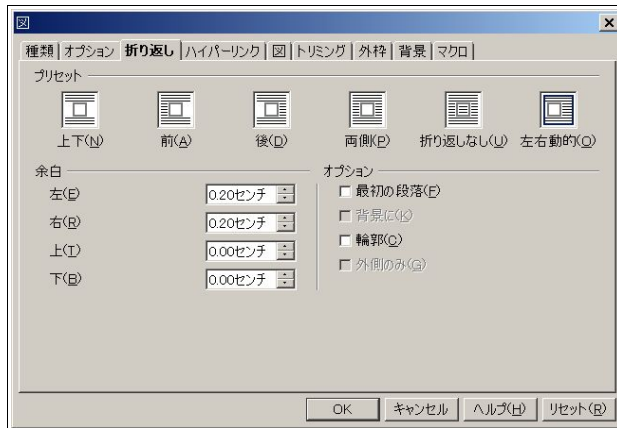 図
種類 オプション 折り返し ハイパーリンク 図 トリミング 外枠 背景 マクロ
プリセット
上下(N) 前(A) 後(D) 両側(P) 折り返しなし(U) 左右動的(O)
余白 オプション
左(E) 0.20センチ 最初の段落(F)
右(R) 0.20センチ 背景に(K)
上(T) 0.00センチ 輪郭(C)
下(B) 0.00センチ 外側のみ(G)
OK キャンセル ヘルプ(H) リセット(R)